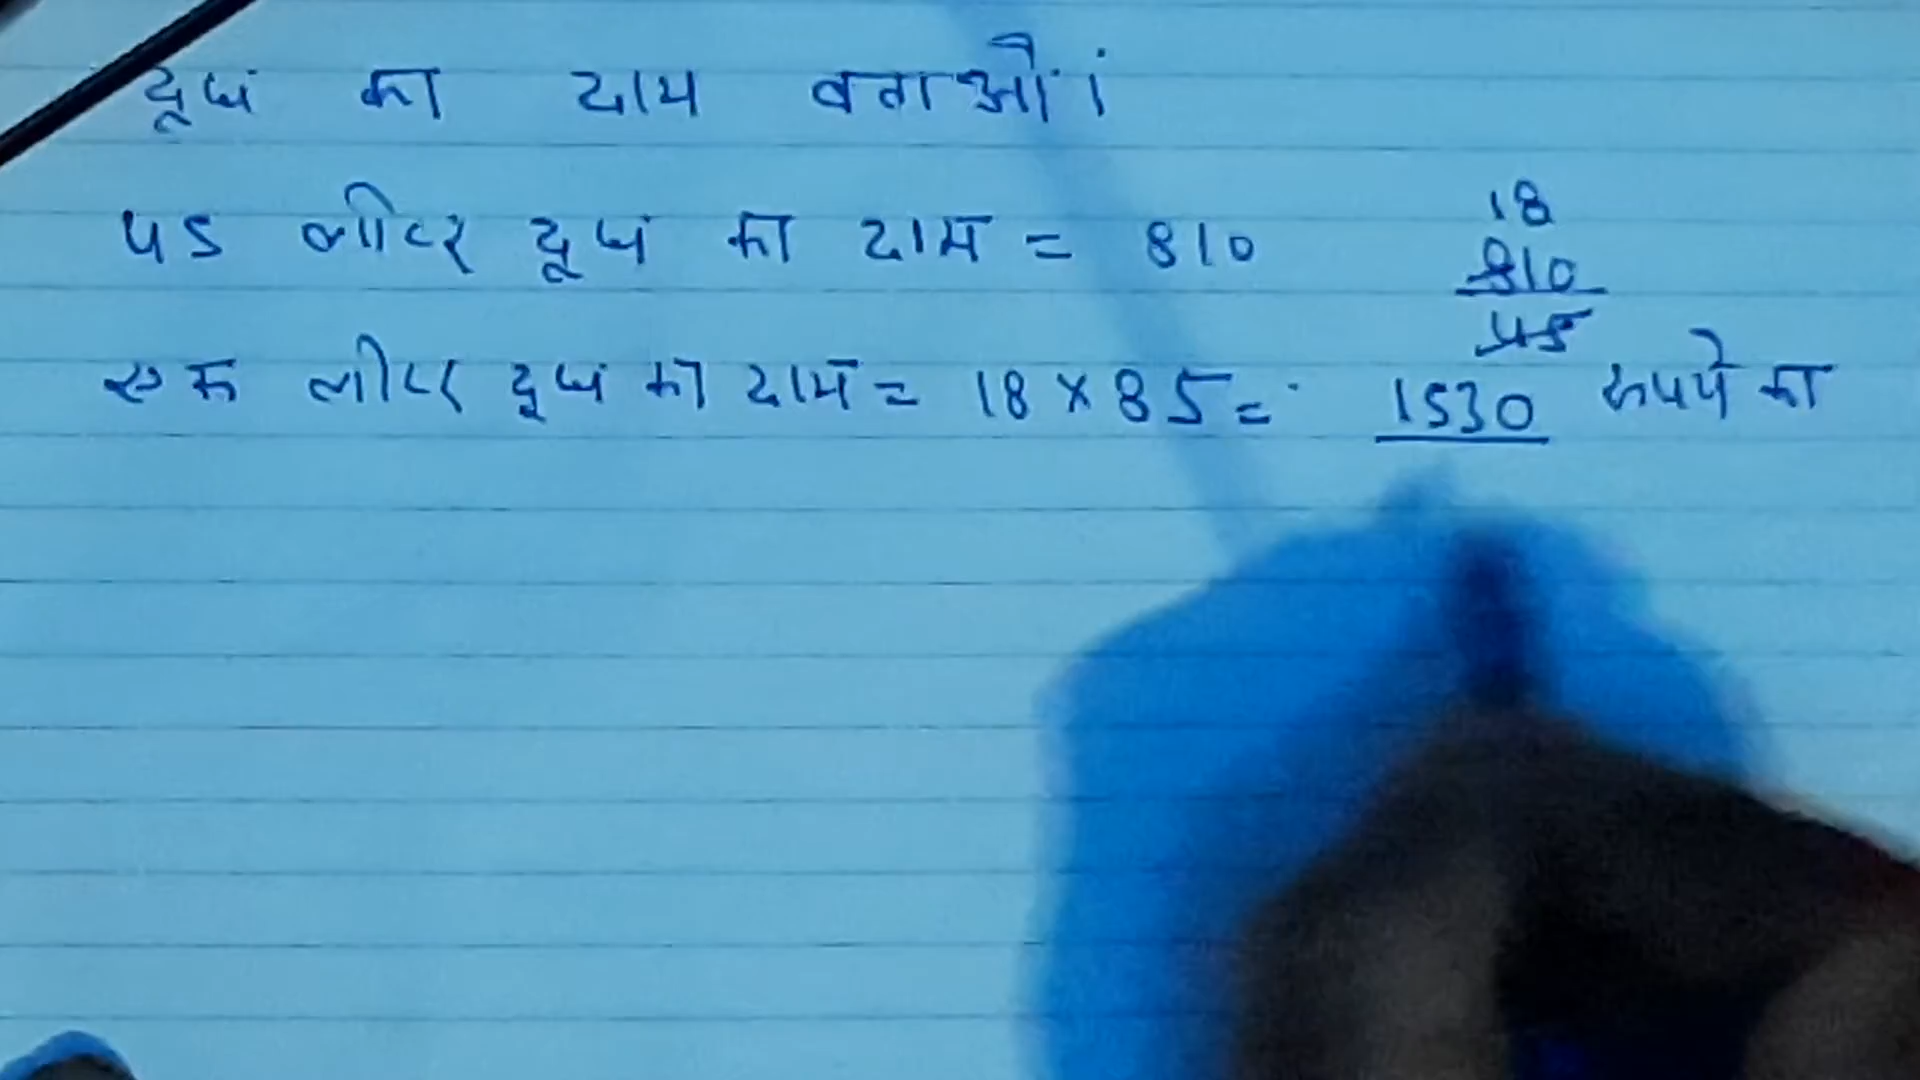 दूध का दाम बताओ।
45 लीटर दूध का दाम = 810
18
810
45
एक लीटर दूध का दाम = 18 × 85 = 1530 रूपये का